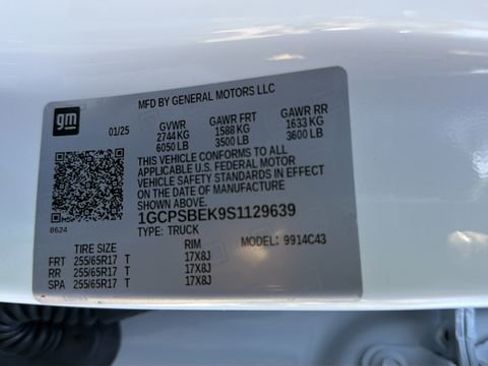 gm
MFD BY GENERAL MOTORS LLC
01/25 GVWR GAWR FRT GAWR RR
2744 KG 1588 KG 1633 KG
6050 LB 3500 LB 3600 LB
THIS VEHICLE CONFORMS TO ALL
APPLICABLE U.S. FEDERAL MOTOR
VEHICLE SAFETY STANDARDS IN EFFECT
ON THE DATE OF MANUFACTURE
SHOWN ABOVE.
8624 1GCPSBEK9S1129639
TYPE: TRUCK MODEL: 9914C43
TIRE SIZE RIM
FRT 255/65R17 T 17X8J
RR 255/65R17 T 17X8J
SPA 255/65R17 T 17X8J